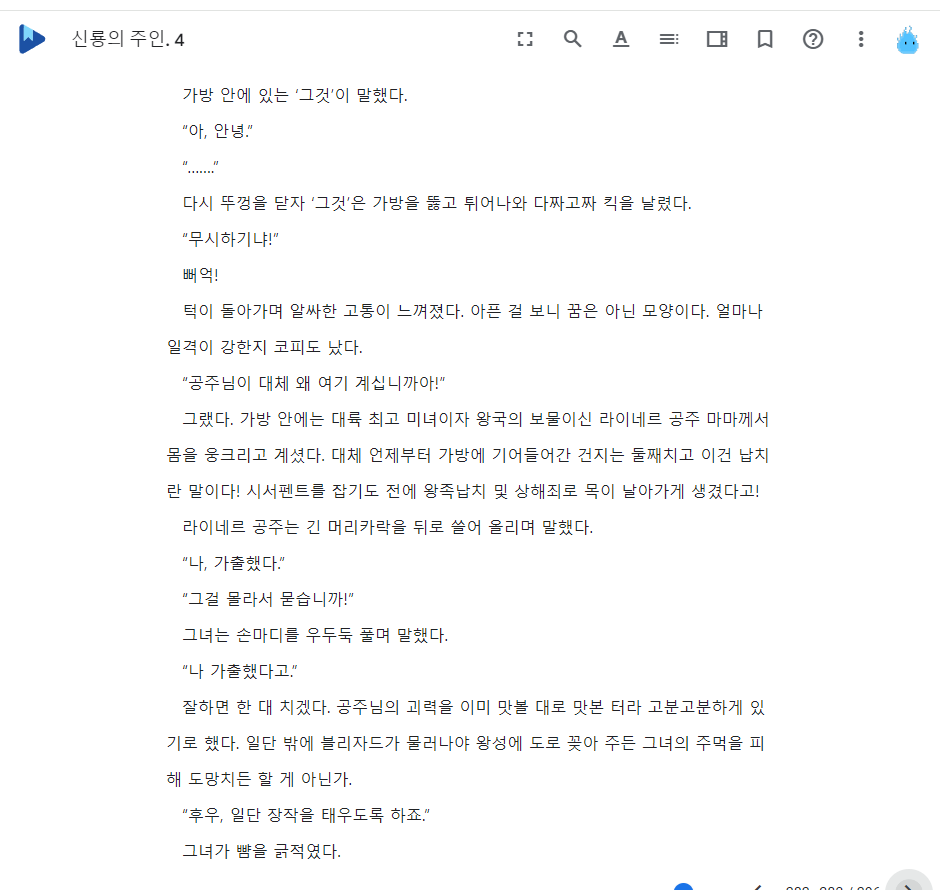 신룡의 주인. 4
가방 안에 있는 ‘그것’이 말했다.
“아, 안녕.”
“…….”
다시 뚜껑을 닫자 ‘그것’은 가방을 뚫고 튀어나와 다짜고짜 킥을 날렸다.
“무시하기냐!”
뻐억!
턱이 돌아가며 알싸한 고통이 느껴졌다. 아픈 걸 보니 꿈은 아닌 모양이다. 얼마나
일격이 강한지 코피도 났다.
“공주님이 대체 왜 여기 계십니까아!”
그랬다. 가방 안에는 대륙 최고 미녀이자 왕국의 보물이신 라이네르 공주 마마께서
몸을 웅크리고 계셨다. 대체 언제부터 가방에 기어들어간 건지는 둘째치고 이건 납치
란 말이다! 시서펜트를 잡기도 전에 왕족납치 및 상해죄로 목이 날아가게 생겼다고!
라이네르 공주는 긴 머리카락을 뒤로 쓸어 올리며 말했다.
“나, 가출했다.”
“그걸 몰라서 묻습니까!”
그녀는 손마디를 우두둑 풀며 말했다.
“나 가출했다고.”
잘하면 한 대 치겠다. 공주님의 괴력을 이미 맛볼 대로 맛본 터라 고분고분하게 있
기로 했다. 일단 밖에 블리자드가 물러나야 왕성에 도로 꽂아 주든 그녀의 주먹을 피
해 도망치든 할 게 아닌가.
“후우, 일단 장작을 태우도록 하죠.”
그녀가 뺨을 긁적였다.